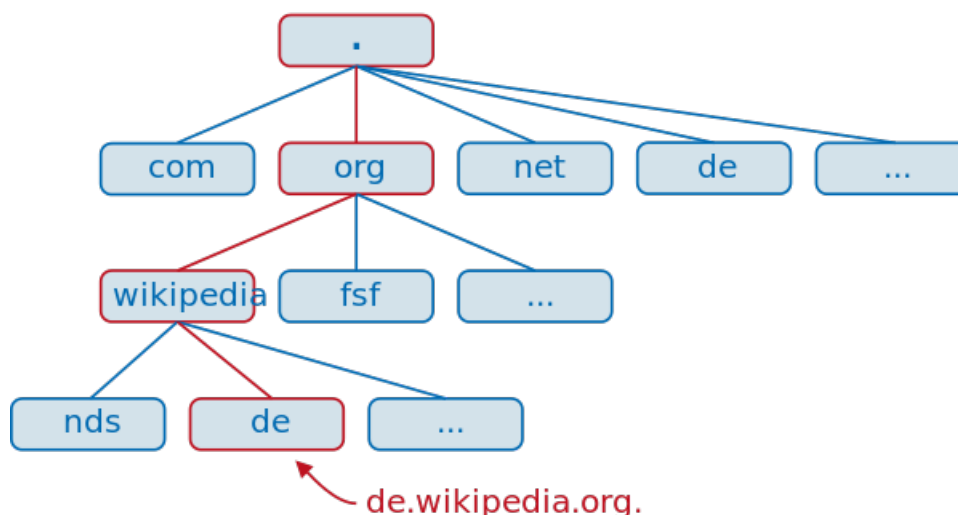 .
com org net de ...
wikipedia fsf ...
nds de ...
de.wikipedia.org.